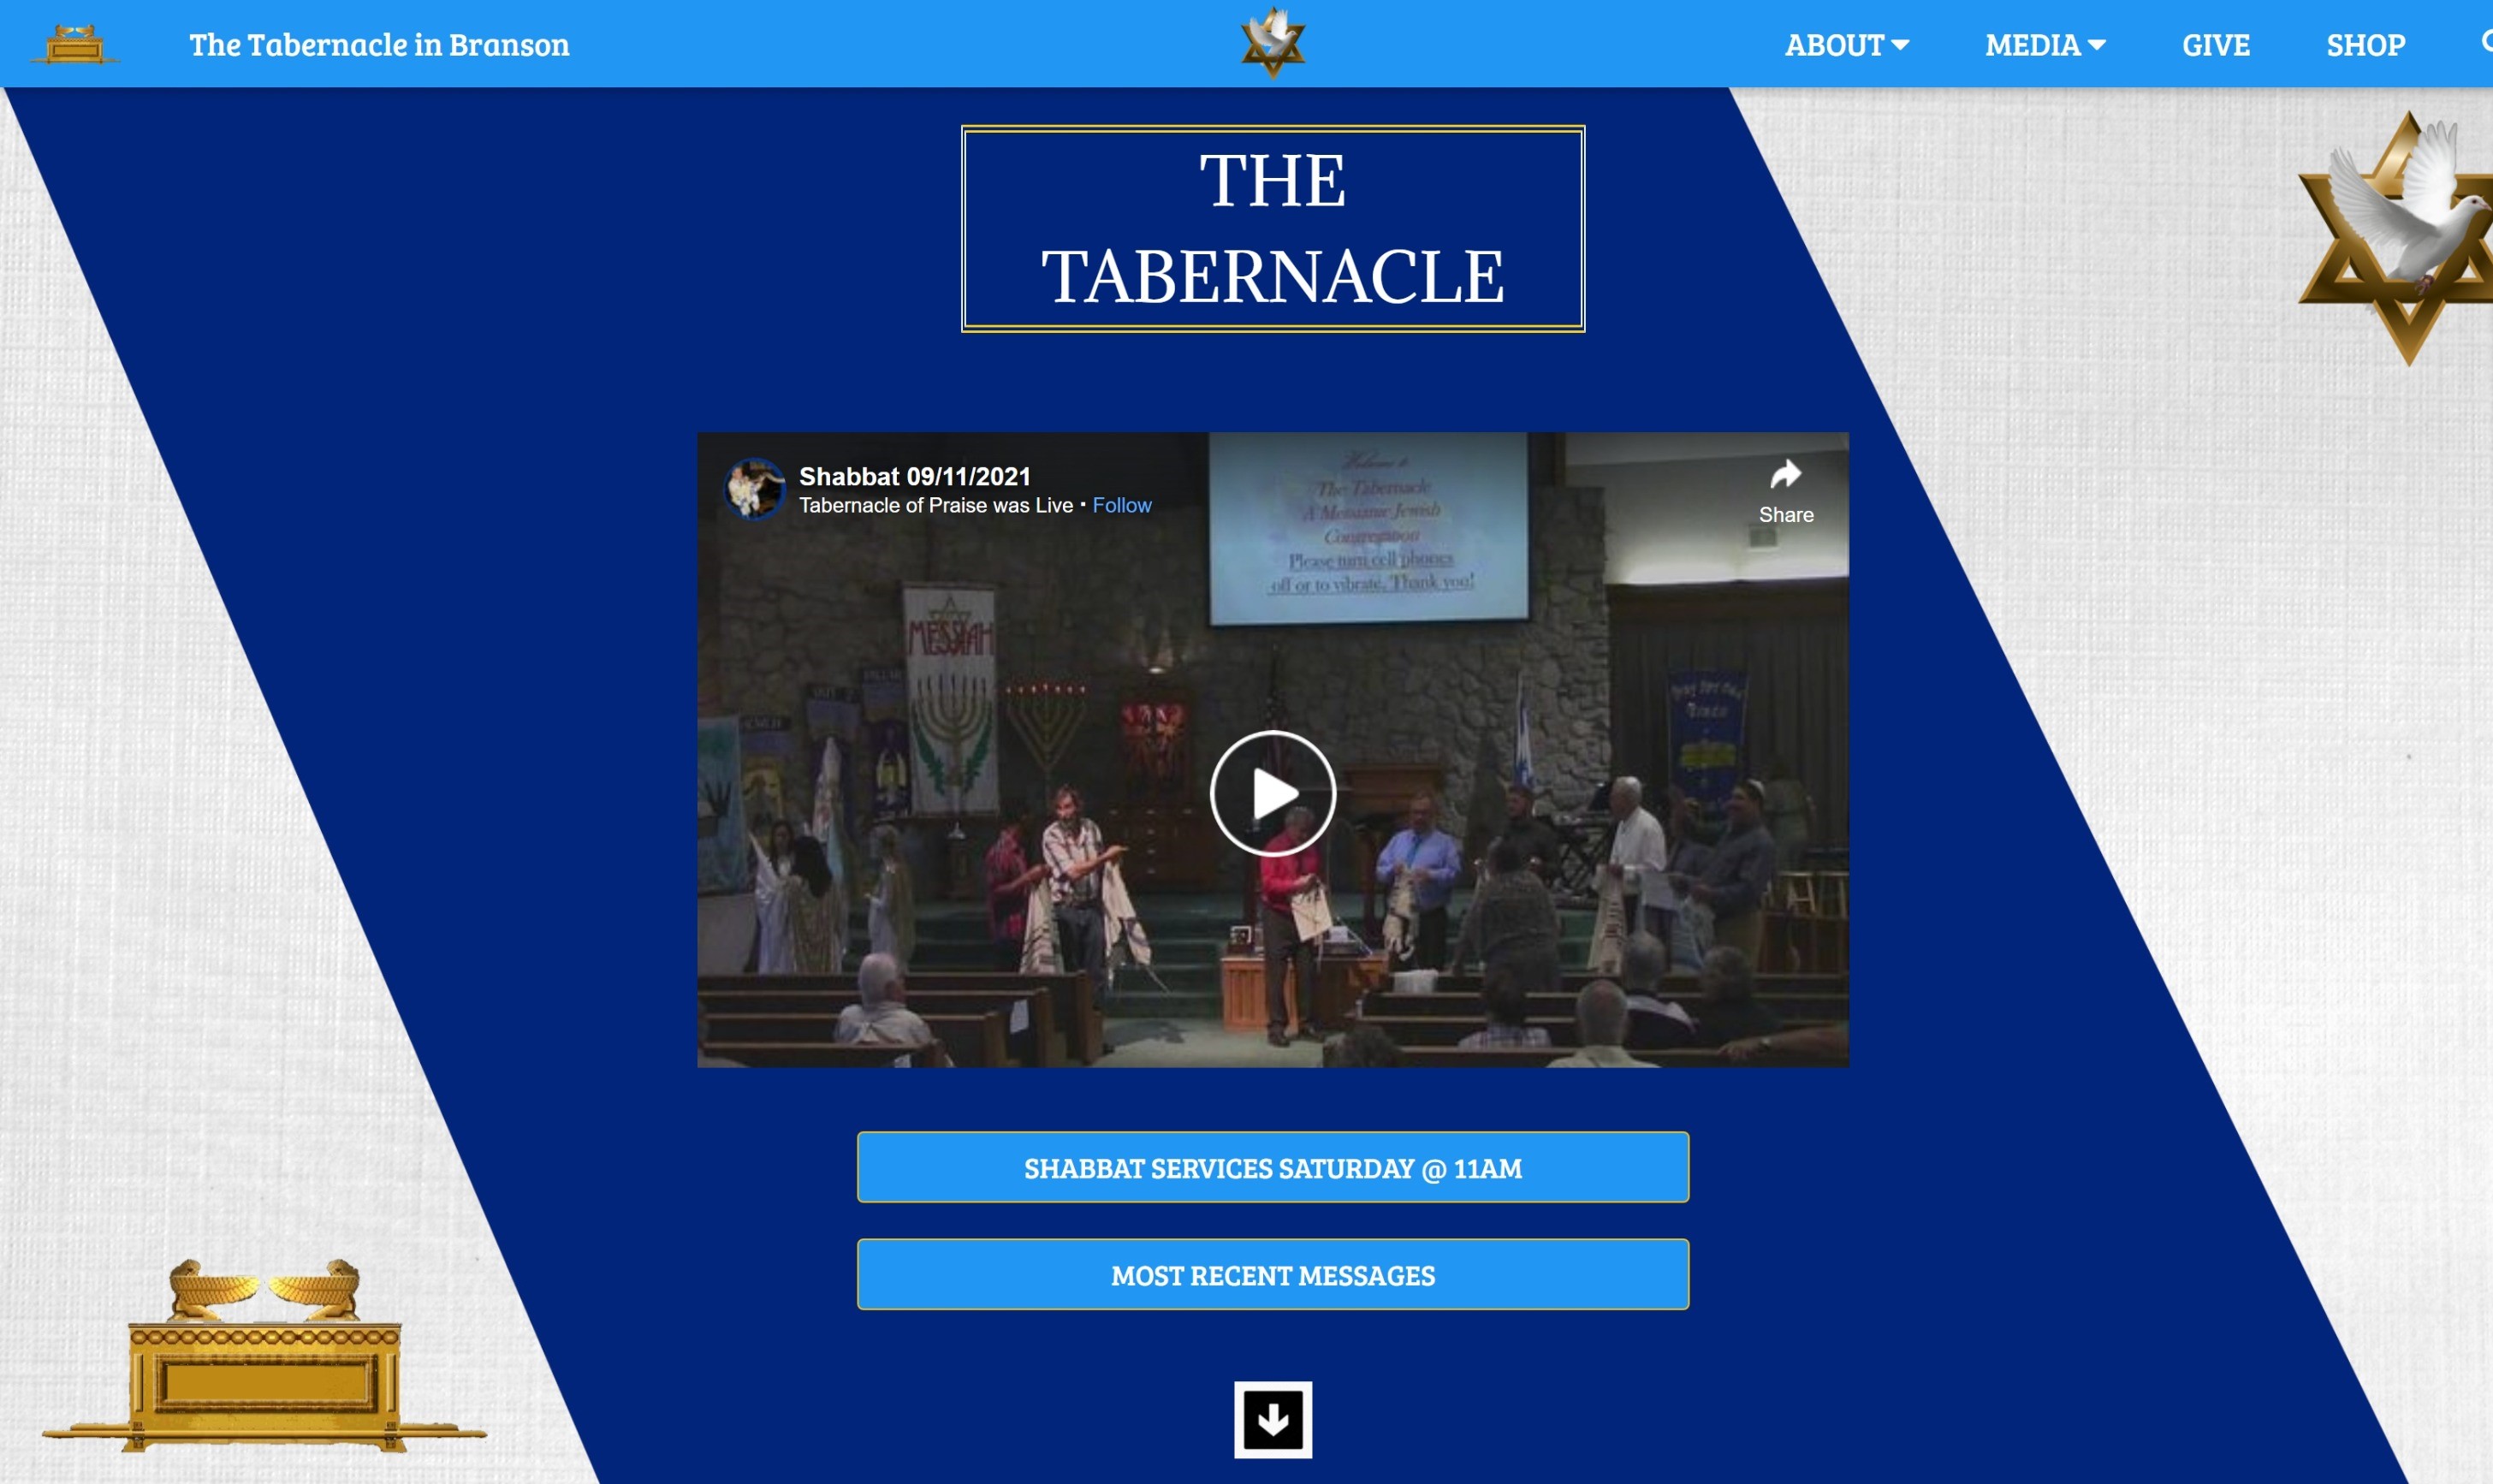 The Tabernacle in Branson
ABOUT
MEDIA
GIVE
SHOP
THE
TABERNACLE
Shabbat 09/11/2021
Tabernacle of Praise was Live · Follow
Share
Welcome to
The Tabernacle
A Messianic Jewish
Congregation
Please turn cell phones
off or to vibrate. Thank you!
MESSIAH
SHABBAT SERVICES SATURDAY @ 11AM
MOST RECENT MESSAGES